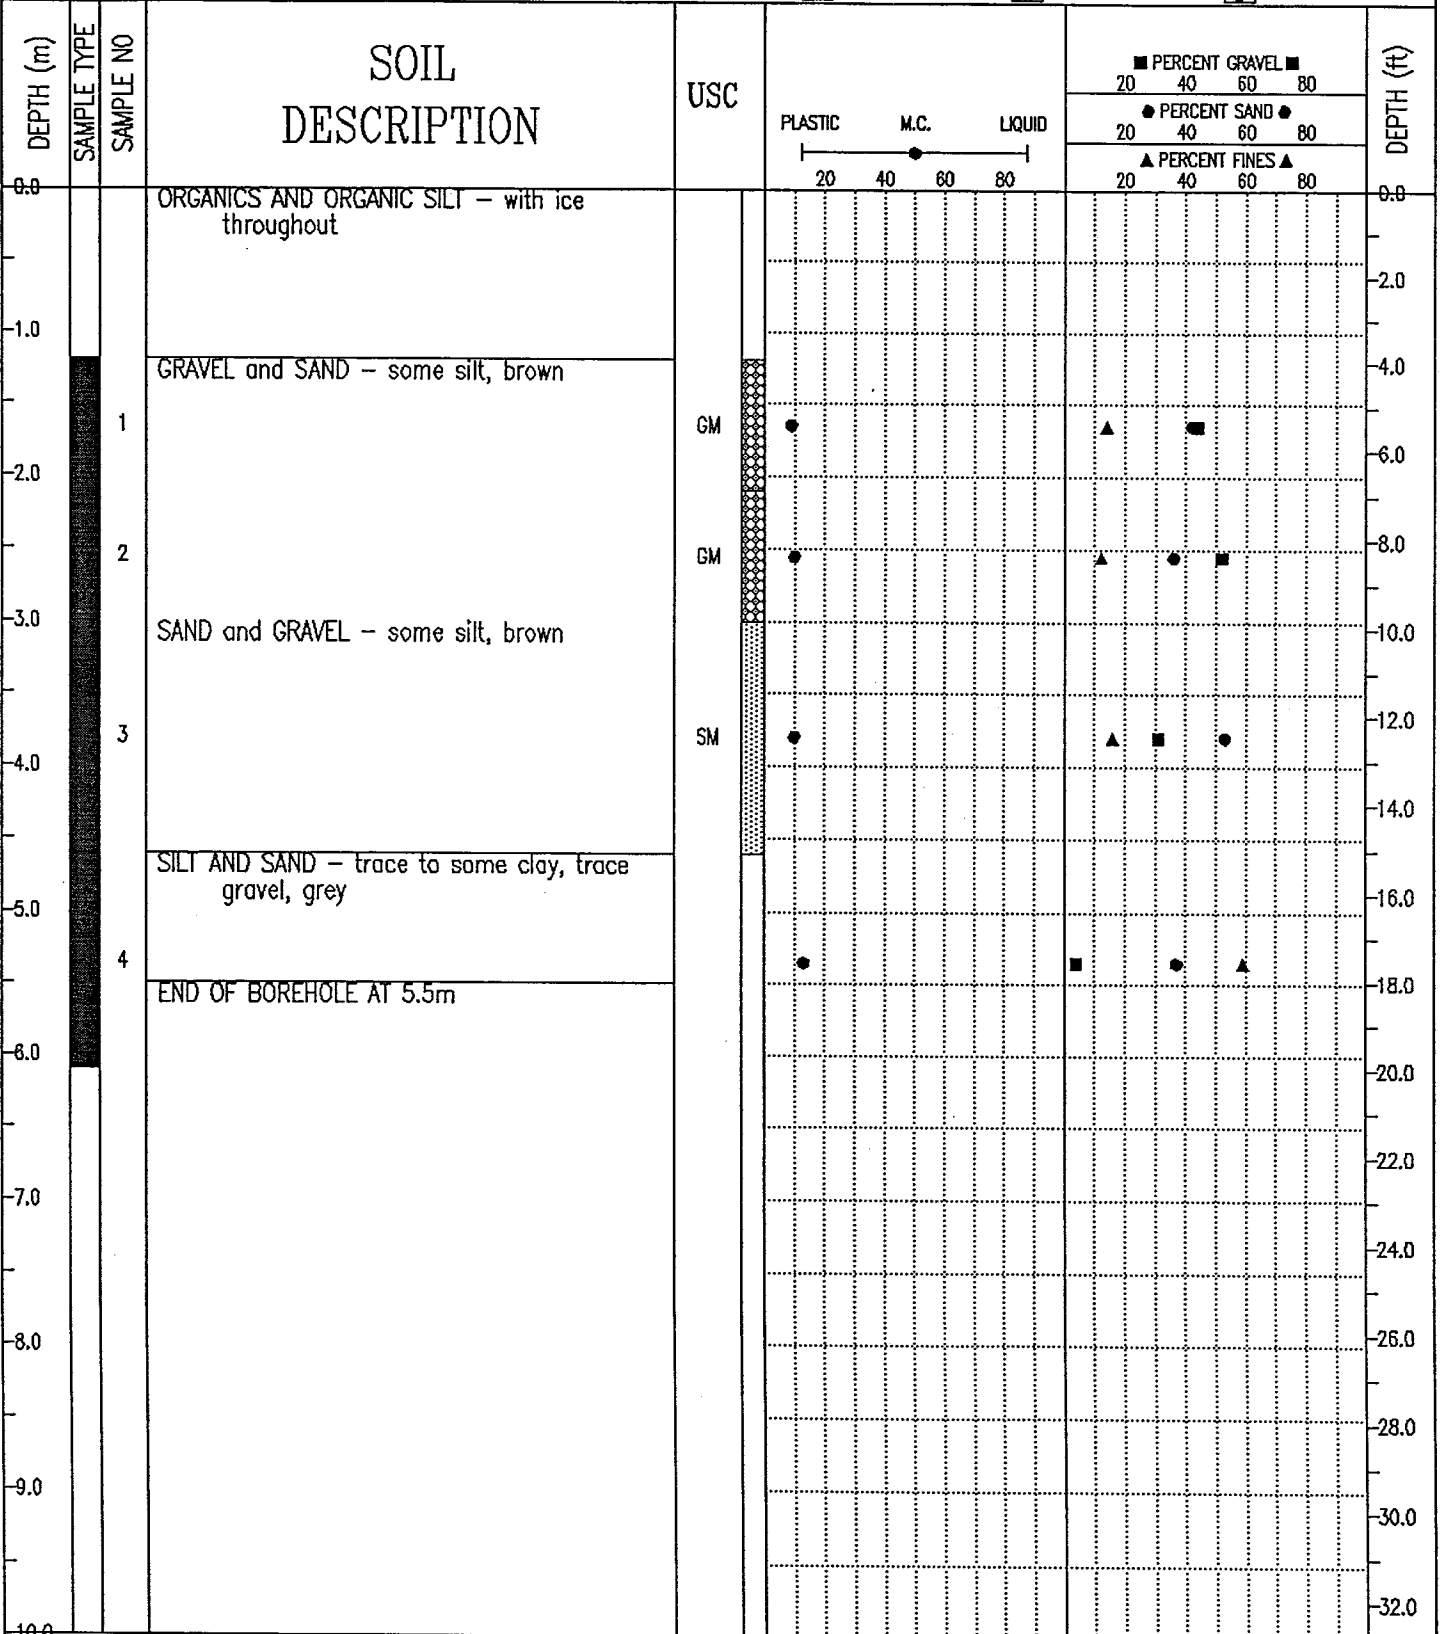 DEPTH (m)
SAMPLE TYPE
SAMPLE NO
SOIL
DESCRIPTION
USC
PLASTIC M.C. LIQUID
20 40 60 80
■ PERCENT GRAVEL ■
20 40 60 80
● PERCENT SAND ●
20 40 60 80
▲ PERCENT FINES ▲
20 40 60 80
DEPTH (ft)
0.0
1.0
2.0
3.0
4.0
5.0
6.0
7.0
8.0
9.0
10.0
1
2
3
4
ORGANICS AND ORGANIC SILT – with ice
throughout
GRAVEL and SAND – some silt, brown
SAND and GRAVEL – some silt, brown
SILT AND SAND – trace to some clay, trace
gravel, grey
END OF BOREHOLE AT 5.5m
GM
GM
SM
0.0
2.0
4.0
6.0
8.0
10.0
12.0
14.0
16.0
18.0
20.0
22.0
24.0
26.0
28.0
30.0
32.0